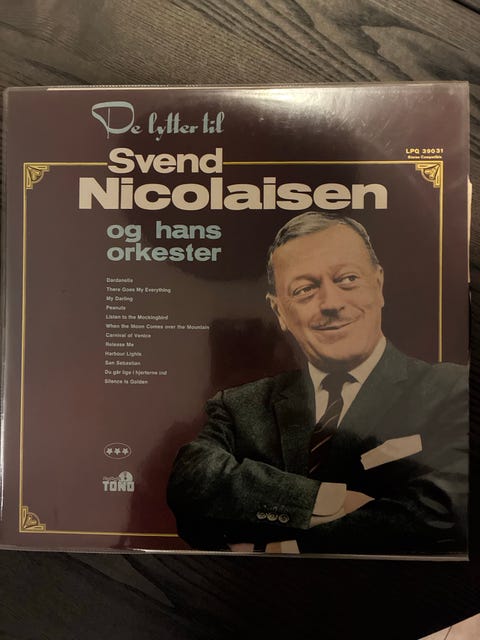 De lytter til
LPG 39031
Stereo Compatible
Svend
Nicolaisen
og hans
orkester
Dardanella
There Goes My Everything
My Darling
Peanuts
Listen to the Mockingbird
When the Moon Comes over the Mountain
Carnival of Venice
Release Me
Harbour Lights
San Sebastian
Du går lige i hjerterne ind
Silence is Golden
TONO